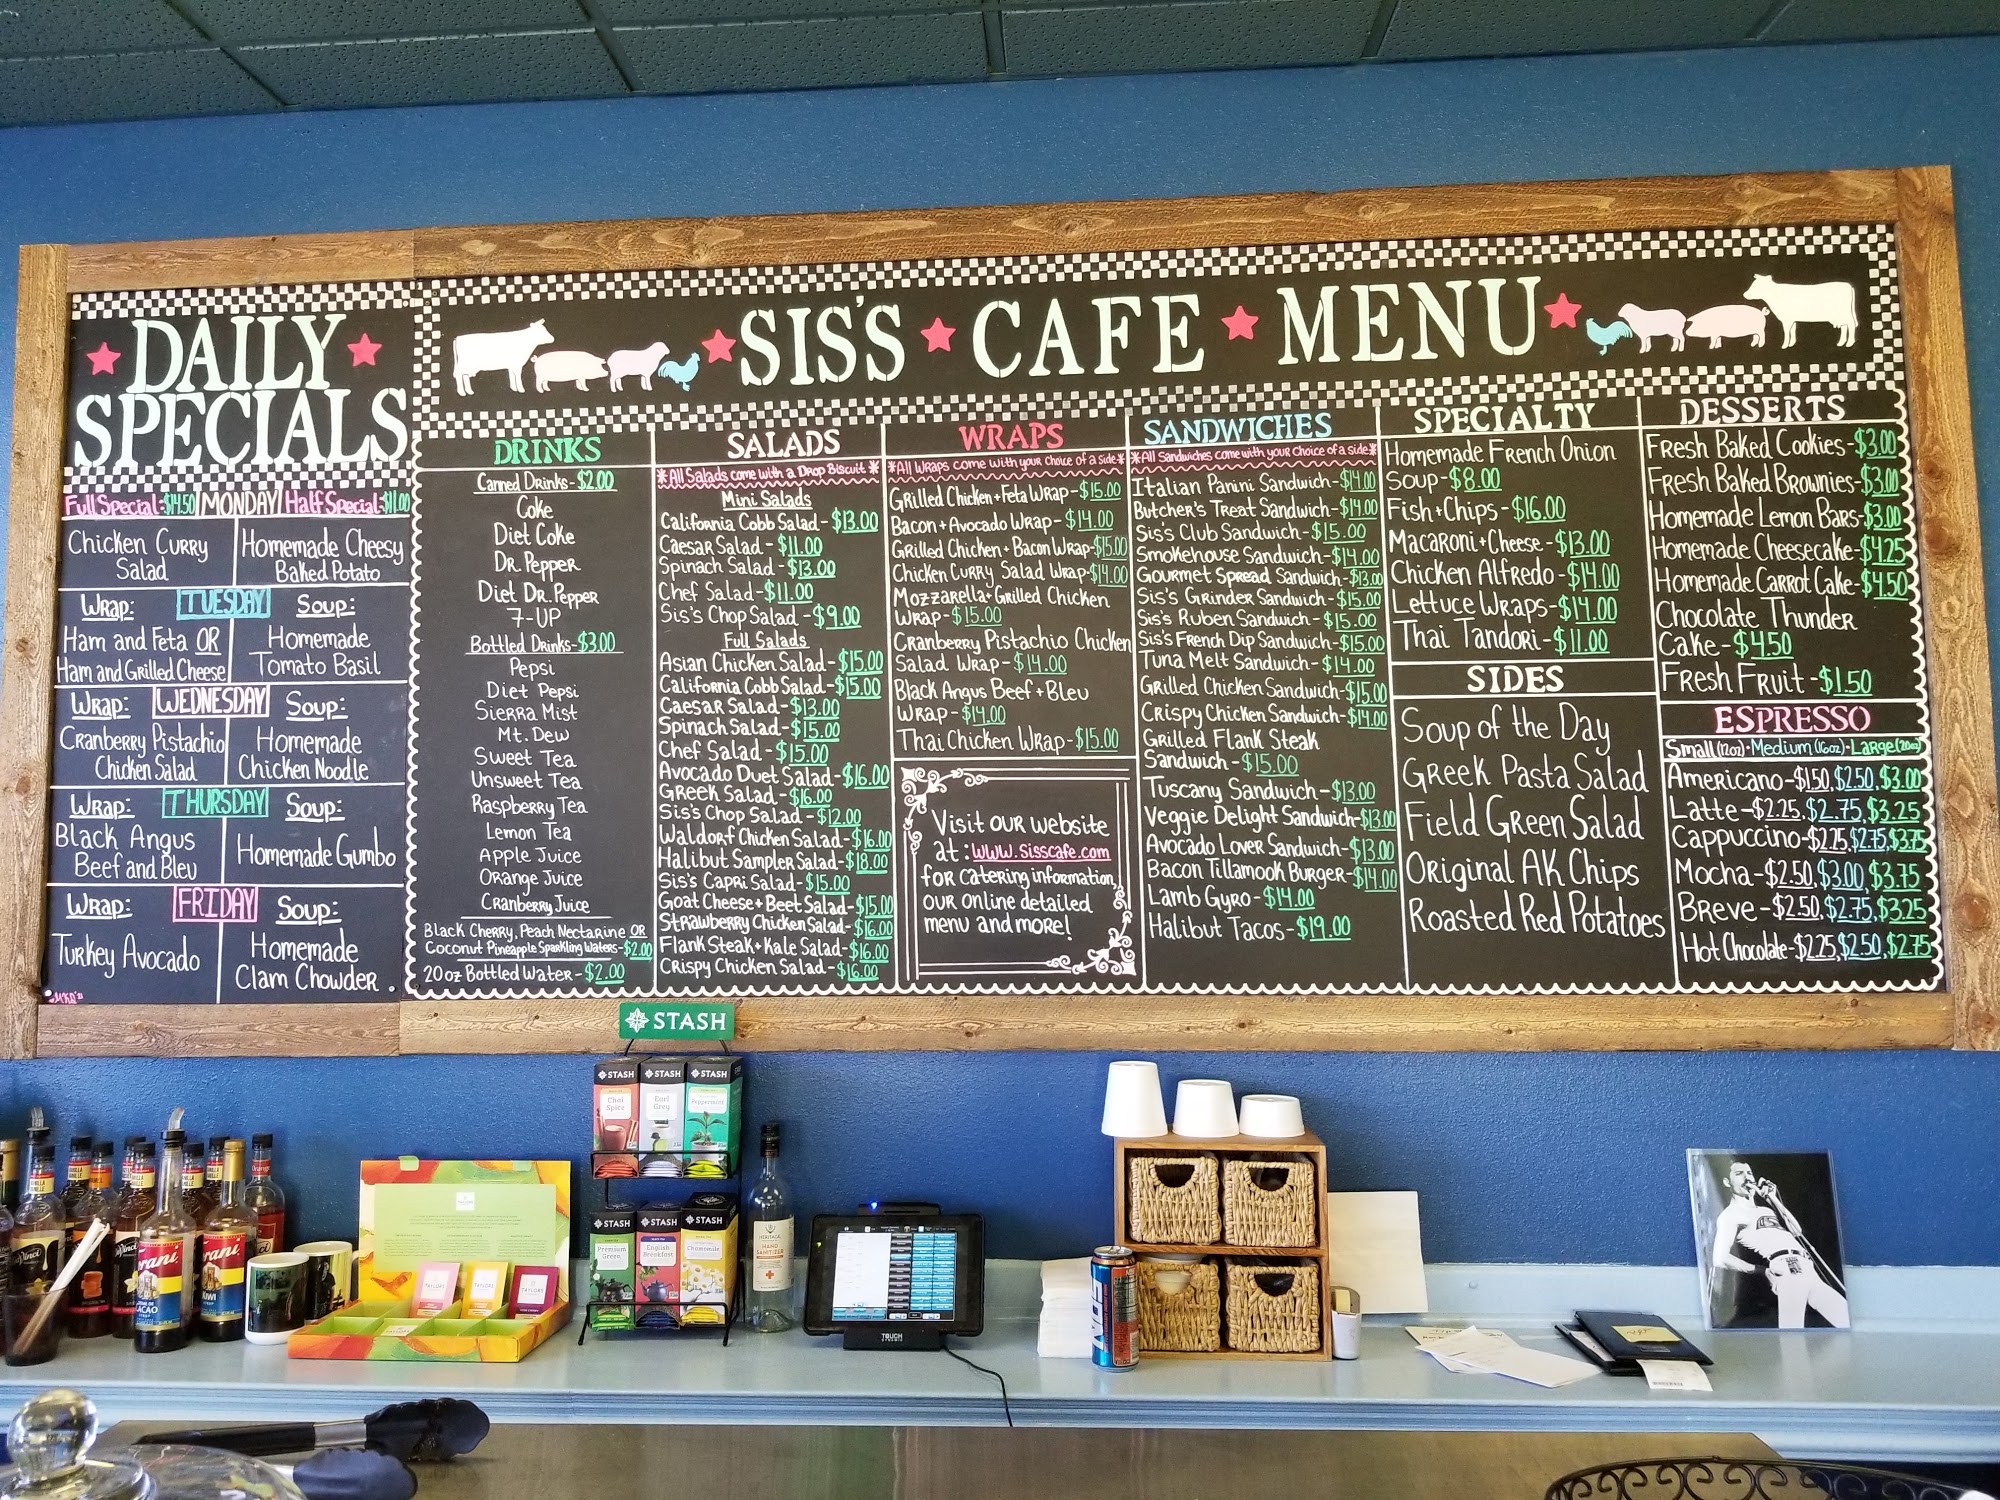 DAILY
SPECIALS
Full Special:$14.50 MONDAY Half Special-$11.00
Chicken Curry
Salad
Homemade Cheesy
Baked Potato
Wrap: TUESDAY Soup:
Ham and Feta OR
Ham and Grilled Cheese
Homemade
Tomato Basil
Wrap: WEDNESDAY Soup:
Cranberry Pistachio
Chicken Salad
Homemade
Chicken Noodle
Wrap: THURSDAY Soup:
Black Angus
Beef and Bleu
Homemade Gumbo
Wrap: FRIDAY Soup:
Turkey Avocado
Homemade
Clam Chowder
SIS'S CAFE MENU
DRINKS
Canned Drinks-$2.00
Coke
Diet Coke
Dr. Pepper
Diet Dr. Pepper
7-UP
Bottled Drinks-$3.00
Pepsi
Diet Pepsi
Sierra Mist
Mt. Dew
Sweet Tea
Unsweet Tea
Raspberry Tea
Lemon Tea
Apple Juice
Orange Juice
Cranberry Juice
Black Cherry, Peach Nectarine OR
Coconut Pineapple Sparkling Waters-$2.00
20oz Bottled Water-$2.00
SALADS
*All Salads come with a Drop Biscuit*
Mini Salads
California Cobb Salad-$13.00
Caesar Salad-$11.00
Spinach Salad-$13.00
Chef Salad-$11.00
Sis's Chop Salad-$9.00
Full Salads
Asian Chicken Salad-$15.00
California Cobb Salad-$15.00
Caesar Salad-$13.00
Spinach Salad-$15.00
Chef Salad-$15.00
Avocado Duet Salad-$16.00
Greek Salad-$16.00
Sis's Chop Salad-$12.00
Waldorf Chicken Salad-$16.00
Halibut Sampler Salad-$18.00
Sis's Capri Salad-$15.00
Goat Cheese+Beet Salad-$15.00
Strawberry Chicken Salad-$16.00
Flank Steak+Kale Salad-$16.00
Crispy Chicken Salad-$16.00
WRAPS
*All Wraps come with your choice of a side*
Grilled Chicken+Feta Wrap-$15.00
Bacon+Avocado Wrap-$14.00
Grilled Chicken+Bacon Wrap-$15.00
Chicken Curry Salad Wrap-$14.00
Mozzarella+Grilled Chicken
Wrap-$15.00
Cranberry Pistachio Chicken
Salad Wrap-$14.00
Black Angus Beef+Bleu
Wrap-$14.00
Thai Chicken Wrap-$15.00
Visit our website
at: www.sisscafe.com
for catering information,
our online detailed
menu and more!
SANDWICHES
*All Sandwiches come with your choice of a side*
Italian Panini Sandwich-$14.00
Butcher's Treat Sandwich-$14.00
Sis's Club Sandwich-$15.00
Smokehouse Sandwich-$14.00
Gourmet Spread Sandwich-$13.00
Sis's Grinder Sandwich-$15.00
Sis's Ruben Sandwich-$15.00
Sis's French Dip Sandwich-$15.00
Tuna Melt Sandwich-$14.00
Grilled Chicken Sandwich-$15.00
Crispy Chicken Sandwich-$14.00
Grilled Flank Steak
Sandwich-$15.00
Tuscany Sandwich-$13.00
Veggie Delight Sandwich-$13.00
Avocado Lover Sandwich-$13.00
Bacon Tillamook Burger-$14.00
Lamb Gyro-$14.00
Halibut Tacos-$19.00
SPECIALTY
Homemade French Onion
Soup-$8.00
Fish+Chips-$16.00
Macaroni+Cheese-$13.00
Chicken Alfredo-$14.00
Lettuce Wraps-$14.00
Thai Tandori-$11.00
SIDES
Soup of the Day
Greek Pasta Salad
Field Green Salad
Original AK Chips
Roasted Red Potatoes
DESSERTS
Fresh Baked Cookies-$3.00
Fresh Baked Brownies-$3.00
Homemade Lemon Bars-$3.00
Homemade Cheesecake-$4.25
Homemade Carrot Cake-$4.50
Chocolate Thunder
Cake-$4.50
Fresh Fruit-$1.50
ESPRESSO
Small(12oz)·Medium(16oz)·Large(20oz)
Americano-$1.50, $2.50, $3.00
Latte-$2.25, $2.75, $3.25
Cappuccino-$2.25, $2.75, $3.75
Mocha-$2.50, $3.00, $3.75
Breve-$2.50, $2.75, $3.25
Hot Chocolate-$2.25, $2.50, $2.75
STASH
STASH STASH STASH
Chai Spice
Earl Grey
Peppermint
STASH STASH STASH
Premium Green
English Breakfast
Chamomile
HERITAGE
HAND
SANITIZER
TOUCH
TAYLORS
TAYLORS
TAYLORS
CACAO
KIWI